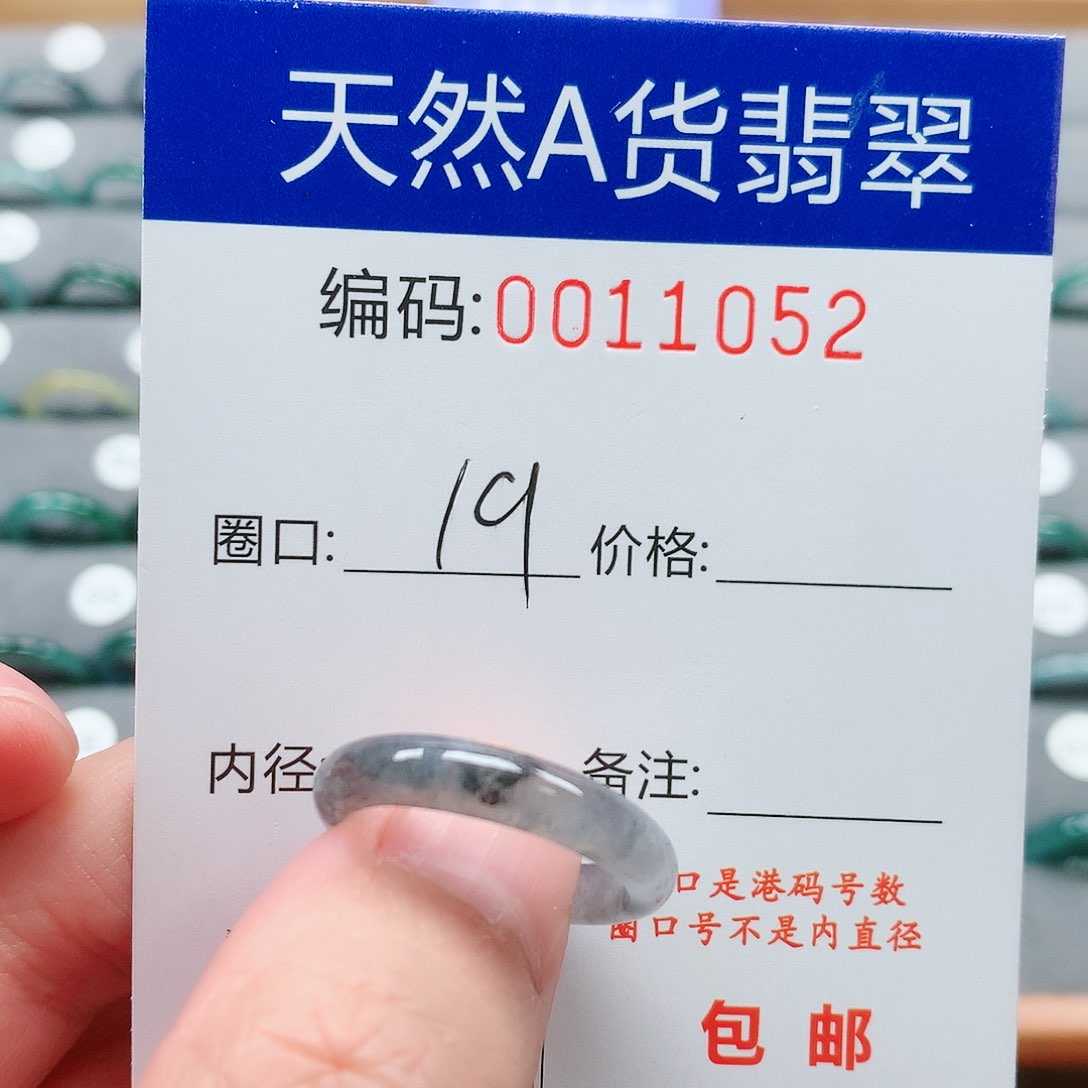 天然A货翡翠
编码:0011052
圈口: 19 价格:
内径 备注:
口是港码号数
圈口号不是内直径
包邮